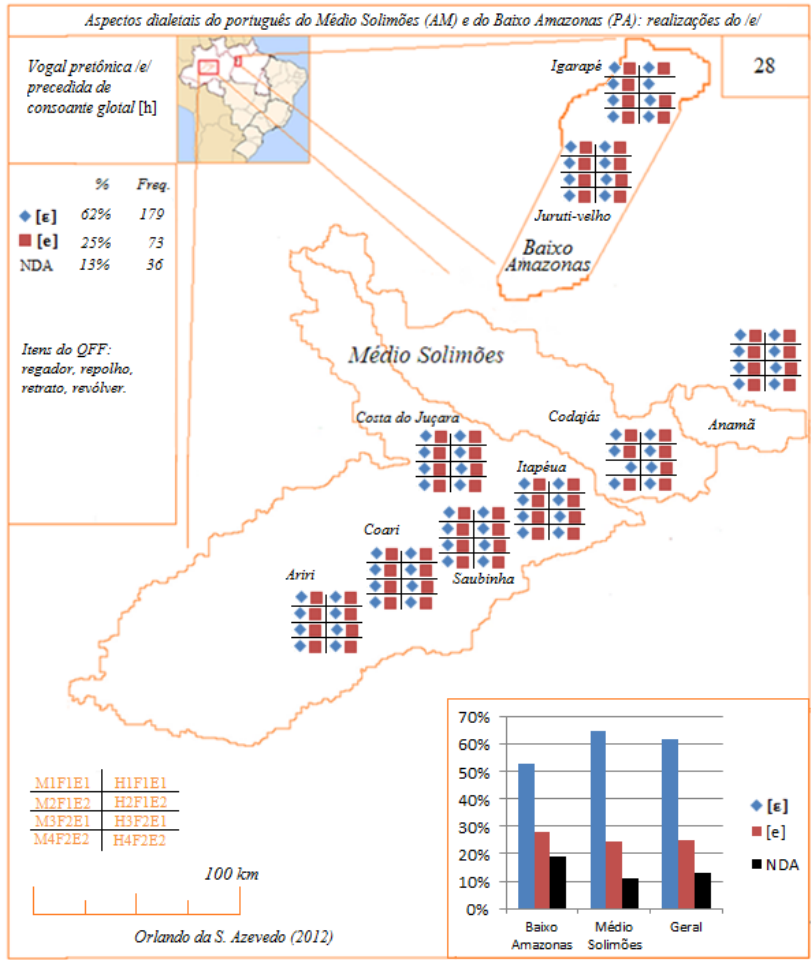 Aspectos dialetais do português do Médio Solimões (AM) e do Baixo Amazonas (PA): realizações do /e/
Vogal pretônica /e/
precedida de
consoante glotal [h]
28
% Freq.
[ɛ] 62% 179
[e] 25% 73
NDA 13% 36
Itens do QFF:
regador, repolho,
retrato, revólver.
Igarapé
Juruti-velho
Baixo
Amazonas
Médio Solimões
Costa do Juçara
Codajás
Anamã
Itapéua
Coari
Saubinha
Ariri
M1F1E1 H1F1E1
M2F1E2 H2F1E2
M3F2E1 H3F2E1
M4F2E2 H4F2E2
100 km
Orlando da S. Azevedo (2012)
70%
60%
50%
40%
30%
20%
10%
0%
Baixo
Amazonas
Médio
Solimões
Geral
[ɛ]
[e]
NDA